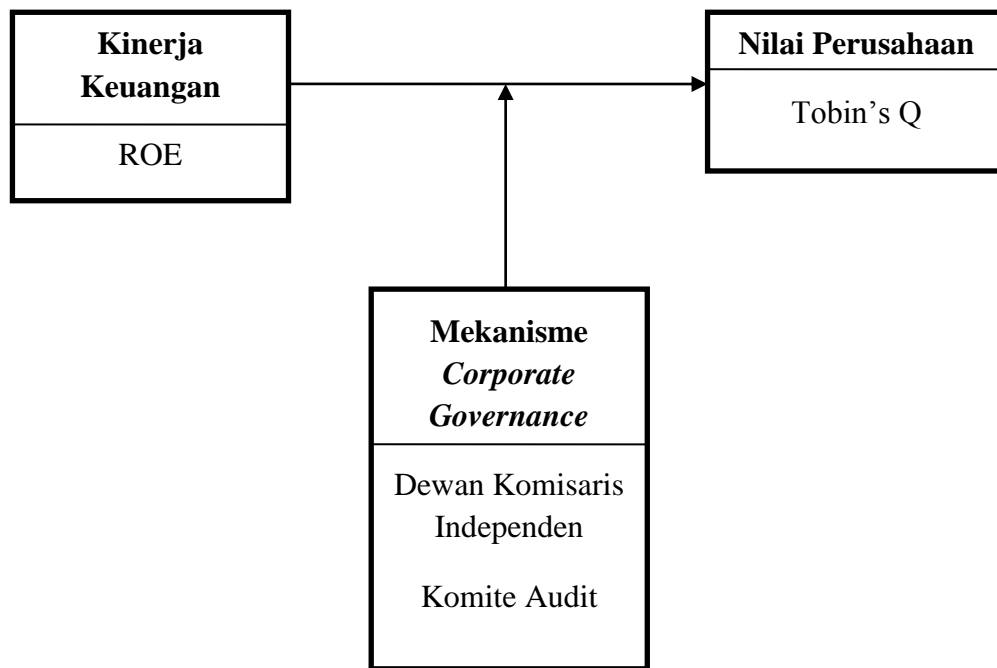 Kinerja
Keuangan
ROE
Nilai Perusahaan
Tobin’s Q
Mekanisme
Corporate
Governance
Dewan Komisaris
Independen
Komite Audit